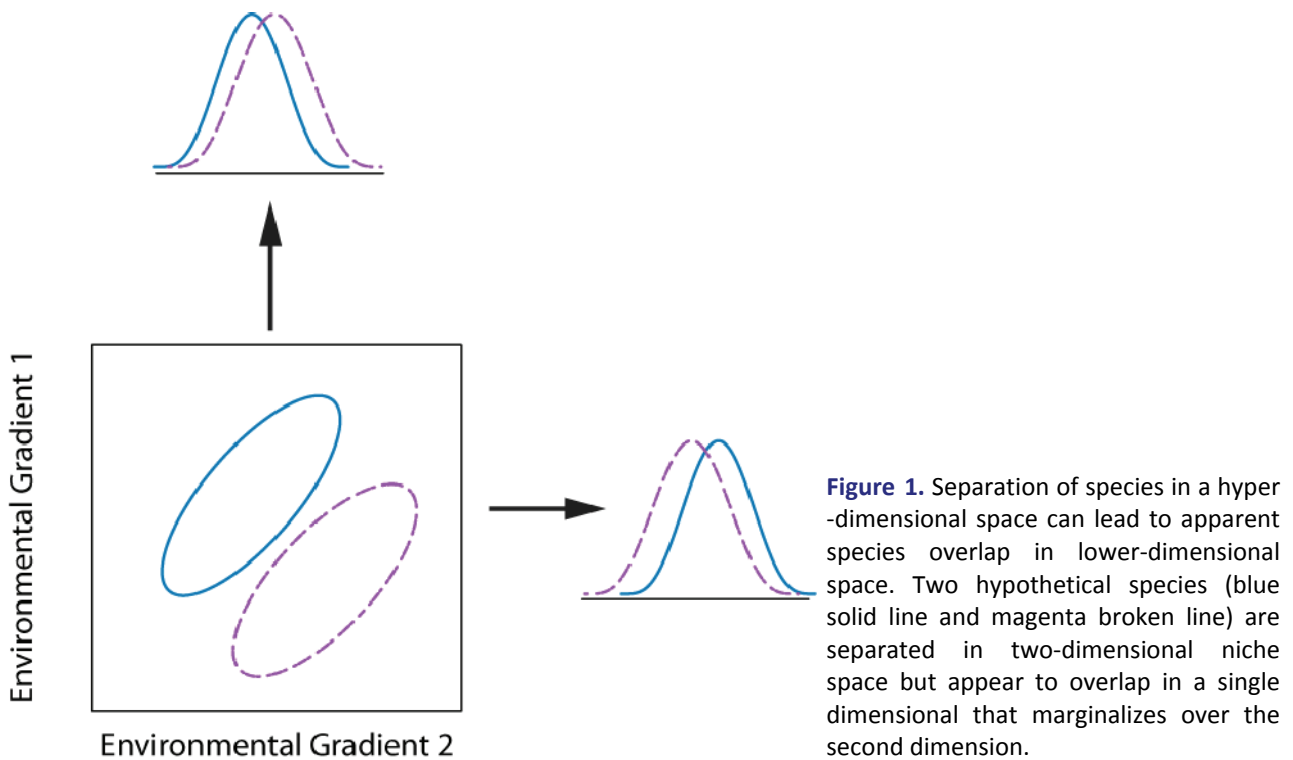 Environmental Gradient 1
Environmental Gradient 2
Figure 1. Separation of species in a hyper
-dimensional space can lead to apparent
species overlap in lower-dimensional
space. Two hypothetical species (blue
solid line and magenta broken line) are
separated in two-dimensional niche
space but appear to overlap in a single
dimensional that marginalizes over the
second dimension.